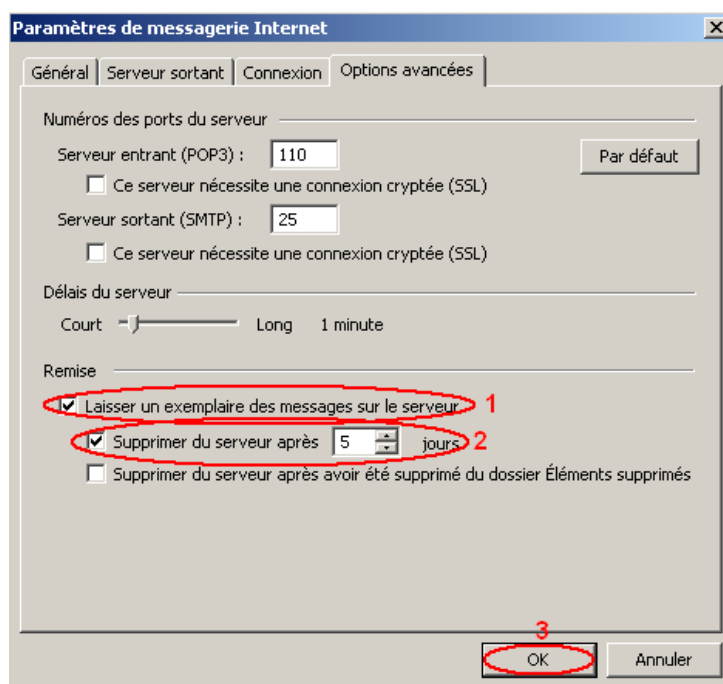 Paramètres de messagerie Internet
Général Serveur sortant Connexion Options avancées
Numéros des ports du serveur
Serveur entrant (POP3) : 110 Par défaut
Ce serveur nécessite une connexion cryptée (SSL)
Serveur sortant (SMTP) : 25
Ce serveur nécessite une connexion cryptée (SSL)
Délais du serveur
Court Long 1 minute
Remise
Laisser un exemplaire des messages sur le serveur 1
Supprimer du serveur après 5 jours 2
Supprimer du serveur après avoir été supprimé du dossier Éléments supprimés
3
OK Annuler